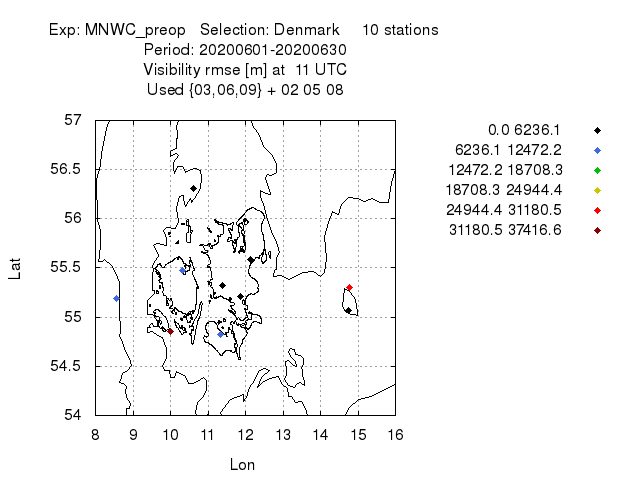 Exp: MNWC_preop   Selection: Denmark     10 stations
Period: 20200601-20200630
Visibility rmse [m] at  11 UTC
Used {03,06,09} + 02 05 08
0.0 6236.1
6236.1 12472.2
12472.2 18708.3
18708.3 24944.4
24944.4 31180.5
31180.5 37416.6
57
56.5
56
55.5
55
54.5
54
Lat
8 9 10 11 12 13 14 15 16
Lon